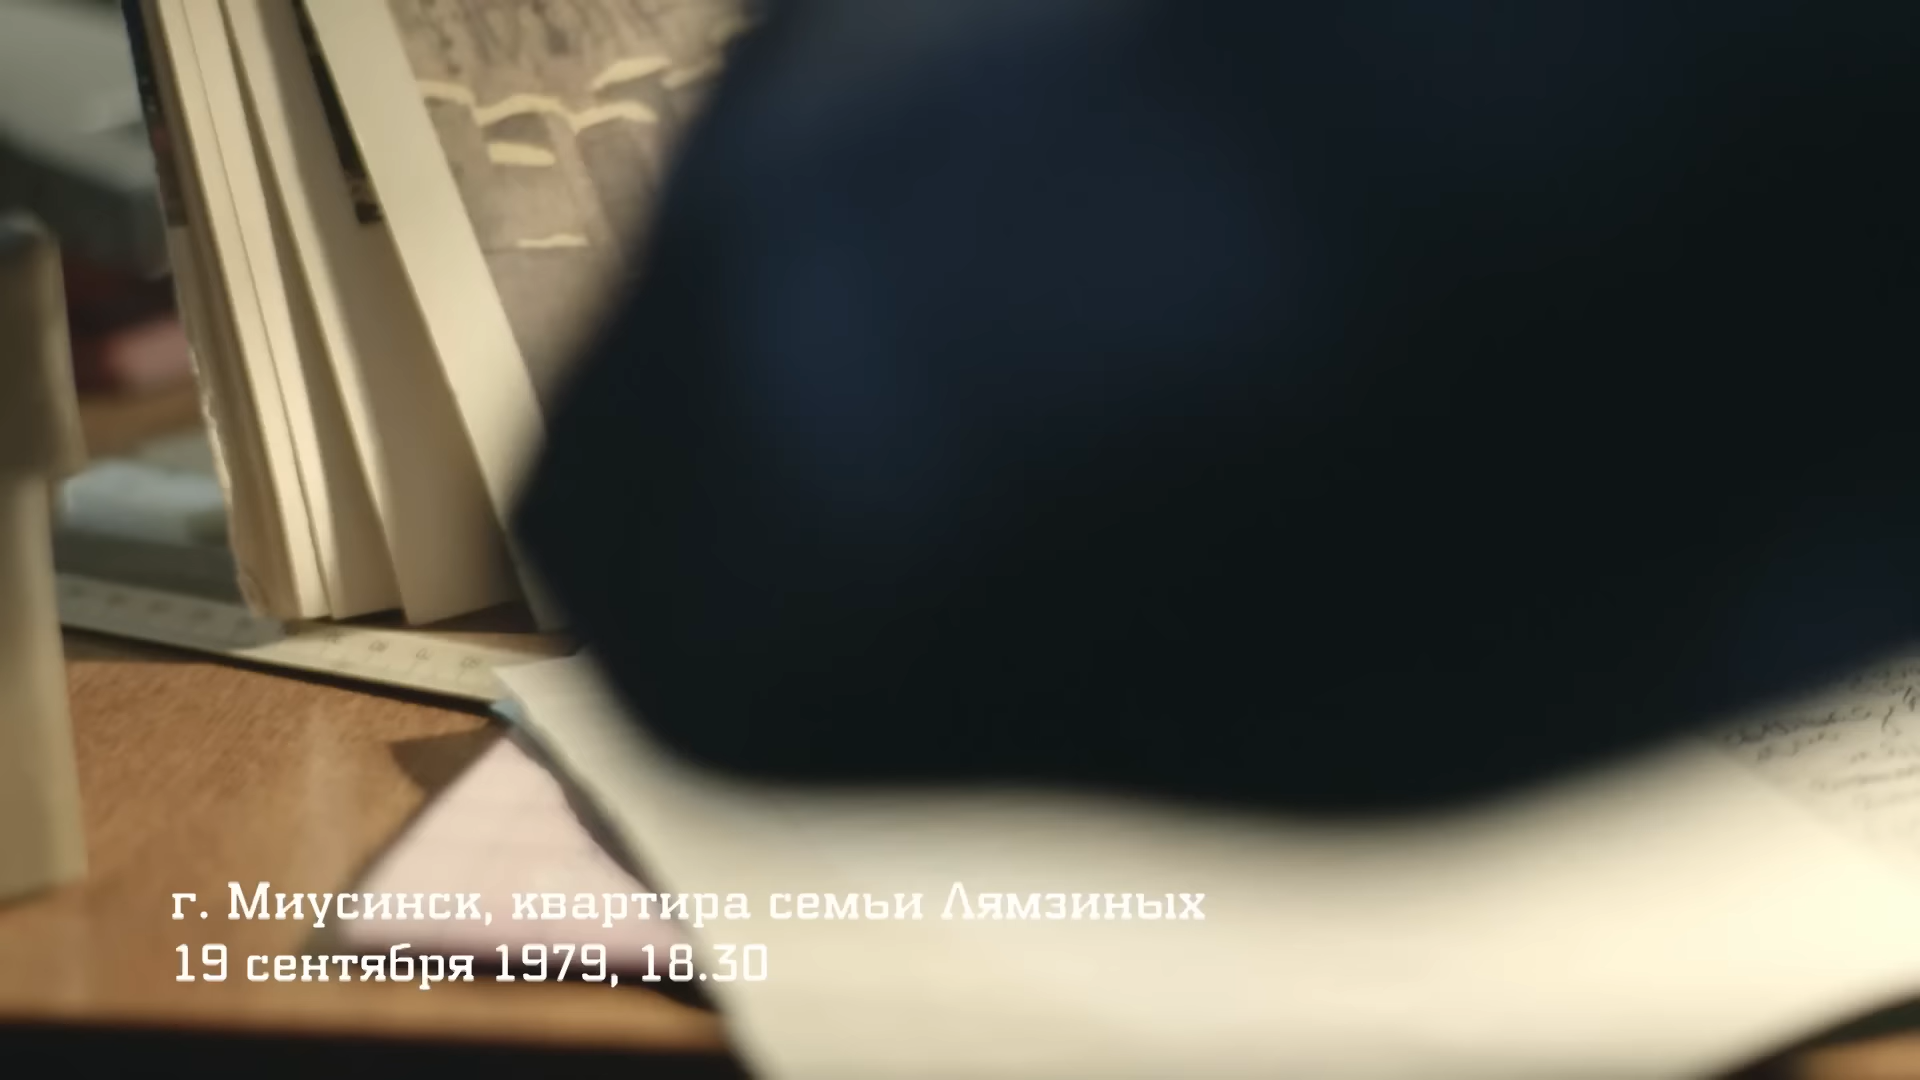 г. Миусинск, квартира семьи Лямзиных
19 сентября 1979, 18.30